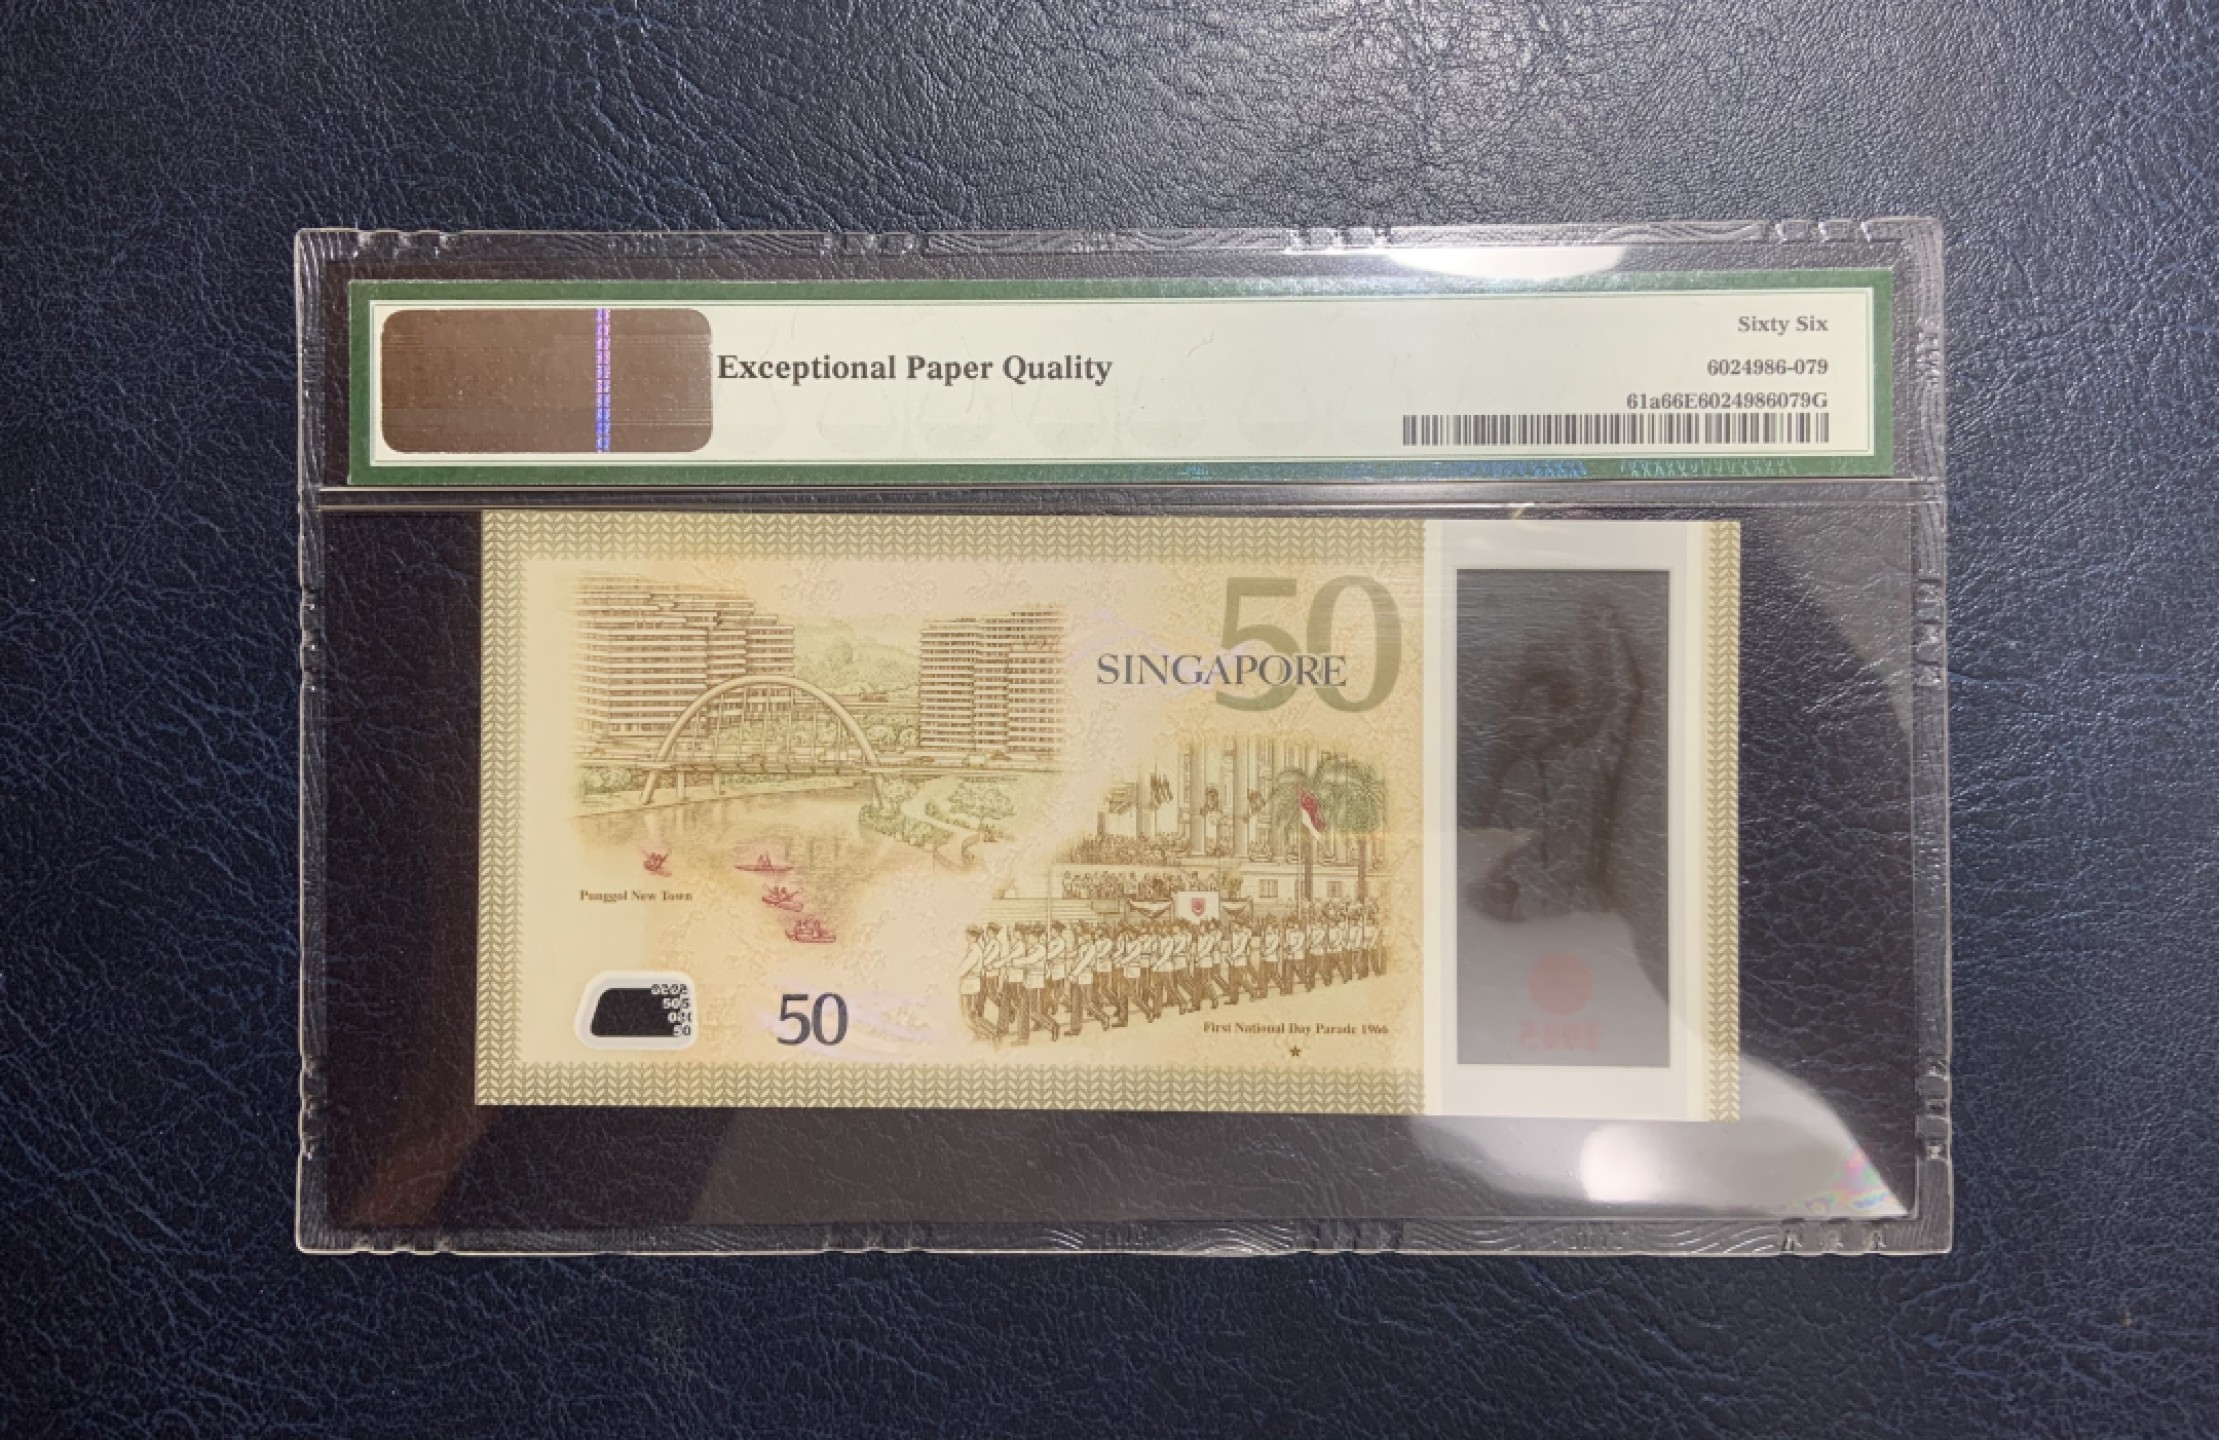 Sixty Six
Exceptional Paper Quality
6024986-079
61a66E6024986079G
50
SINGAPORE
Punggol New Town
50
First National Day Parade 1966